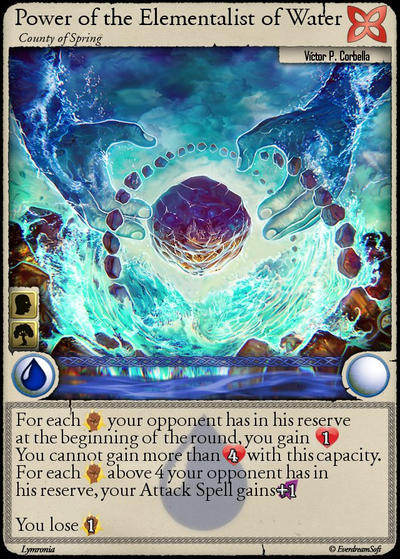 Power of the Elementalist of Water
County of Spring
Víctor P. Corbella
For each your opponent has in his reserve
at the beginning of the round, you gain 1
You cannot gain more than 4 with this capacity.
For each above 4 your opponent has in
his reserve, your Attack Spell gains +1
You lose 1
Lymronia
© EverdreamSoft